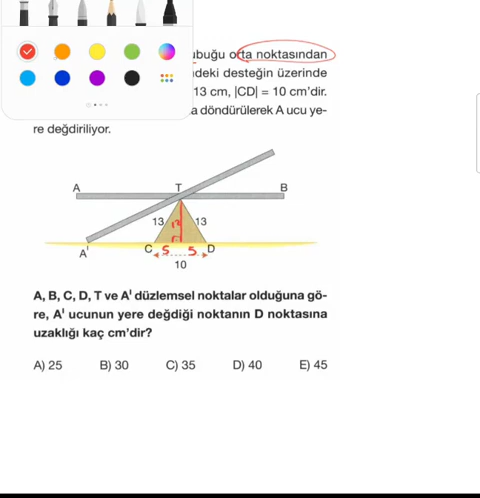 ubuğu orta noktasından
deki desteğin üzerinde
13 cm, |CD| = 10 cm'dir.
a döndürülerek A ucu ye-
re değdiriliyor.
A T B
13 12 13
A' C 5 5 D
10
A, B, C, D, T ve A' düzlemsel noktalar olduğuna gö-
re, A' ucunun yere değdiği noktanın D noktasına
uzaklığı kaç cm'dir?
A) 25 B) 30 C) 35 D) 40 E) 45